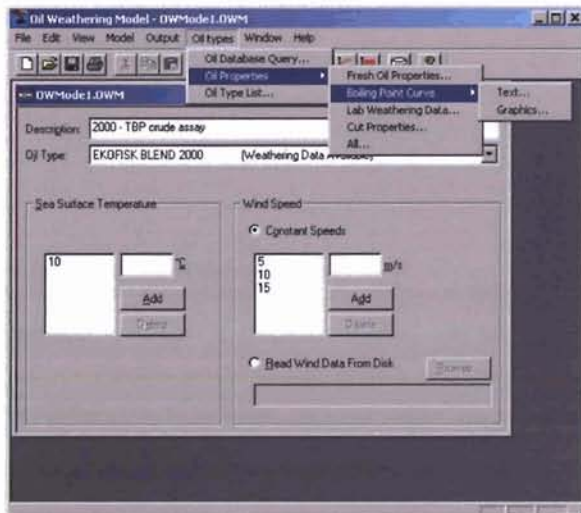 Oil Weathering Model - OWMode1.OWM
File Edit View Model Output Oil types Window Help
Oil Database Query...
Oil Properties
Oil Type List...
Fresh Oil Properties...
Boiling Point Curve
Lab Weathering Data...
Cut Properties...
All...
Text...
Graphics...
OWMode1.OWM
Description: 2000 - TBP crude assay
Oil Type: EKOFISK BLEND 2000 (Weathering Data Available)
Sea Surface Temperature
10
°C
Add
Delete
Wind Speed
Constant Speeds
5
10
15
m/s
Add
Delete
Read Wind Data From Disk